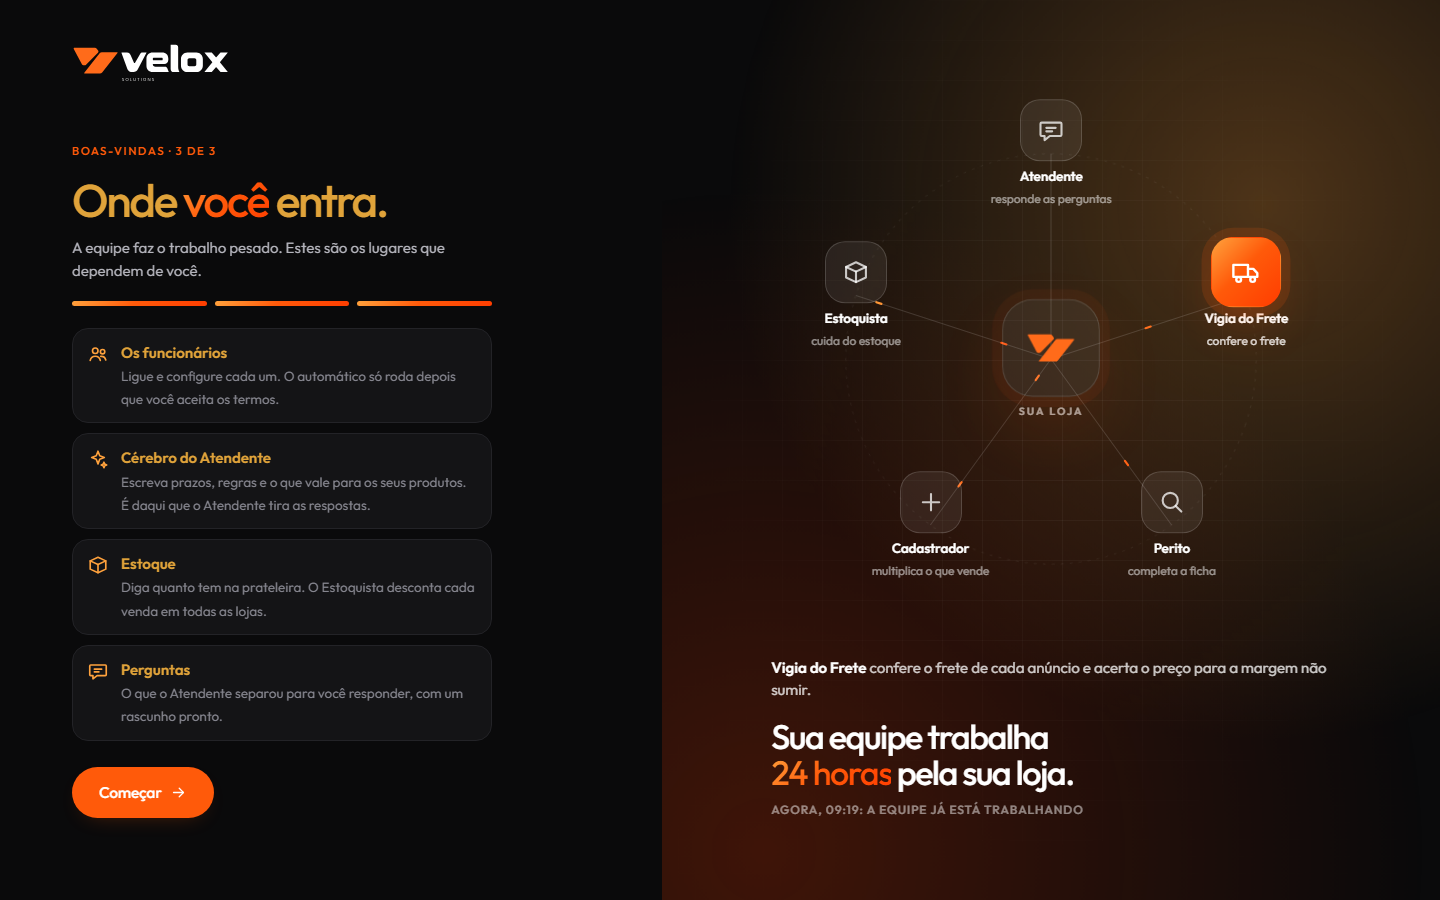 velox
SOLUTIONS
BOAS-VINDAS · 3 DE 3
Onde você entra.
A equipe faz o trabalho pesado. Estes são os lugares que
dependem de você.
Os funcionários
Ligue e configure cada um. O automático só roda depois
que você aceita os termos.
Cérebro do Atendente
Escreva prazos, regras e o que vale para os seus produtos.
É daqui que o Atendente tira as respostas.
Estoque
Diga quanto tem na prateleira. O Estoquista desconta cada
venda em todas as lojas.
Perguntas
O que o Atendente separou para você responder, com um
rascunho pronto.
Começar
Atendente
responde as perguntas
Estoquista
cuida do estoque
Vigia do Frete
confere o frete
SUA LOJA
Cadastrador
multiplica o que vende
Perito
completa a ficha
Vigia do Frete confere o frete de cada anúncio e acerta o preço para a margem não
sumir.
Sua equipe trabalha
24 horas pela sua loja.
AGORA, 09:19: A EQUIPE JÁ ESTÁ TRABALHANDO